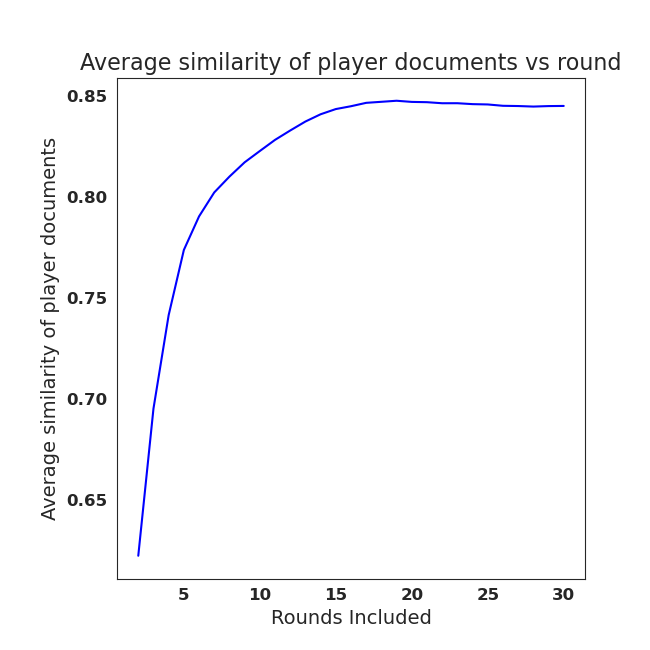 Average similarity of player documents vs round
Average similarity of player documents
0.85
0.80
0.75
0.70
0.65
5 10 15 20 25 30
Rounds Included